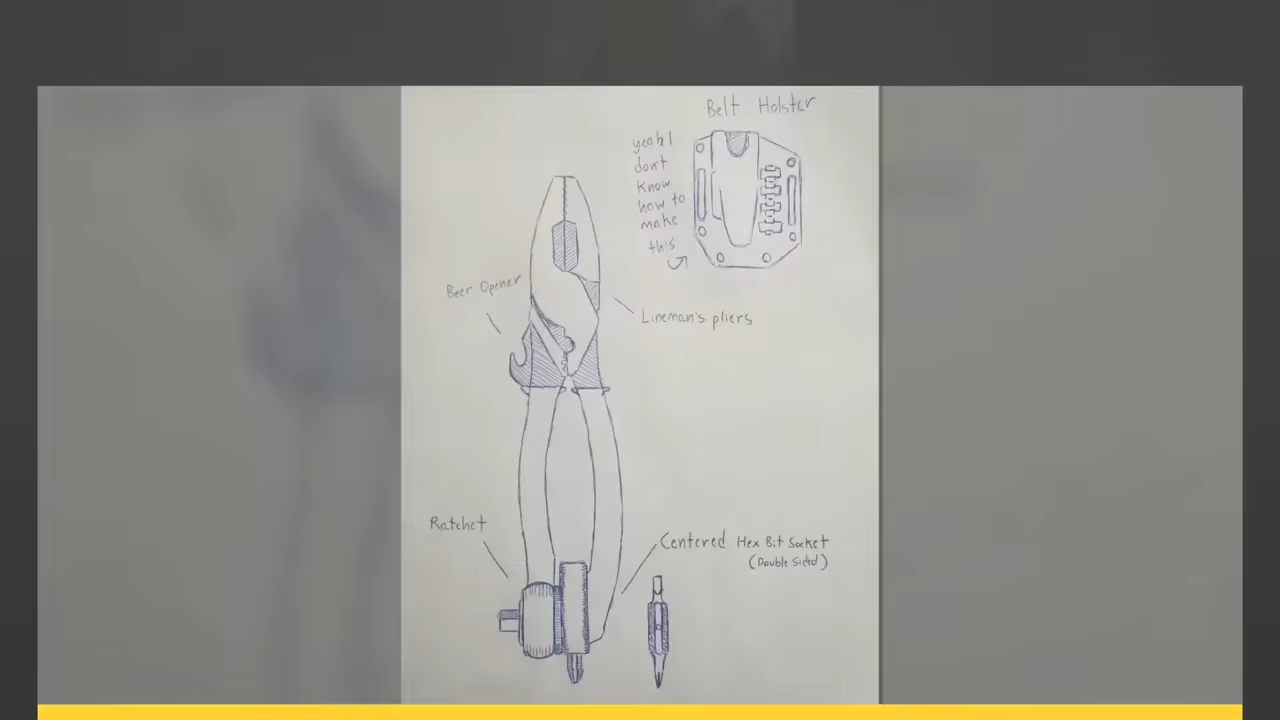 Belt Holster
yeah I
don't
know
how to
make
this
Beer Opener
Lineman's pliers
Ratchet
Centered Hex Bit Socket
(Double Sided)